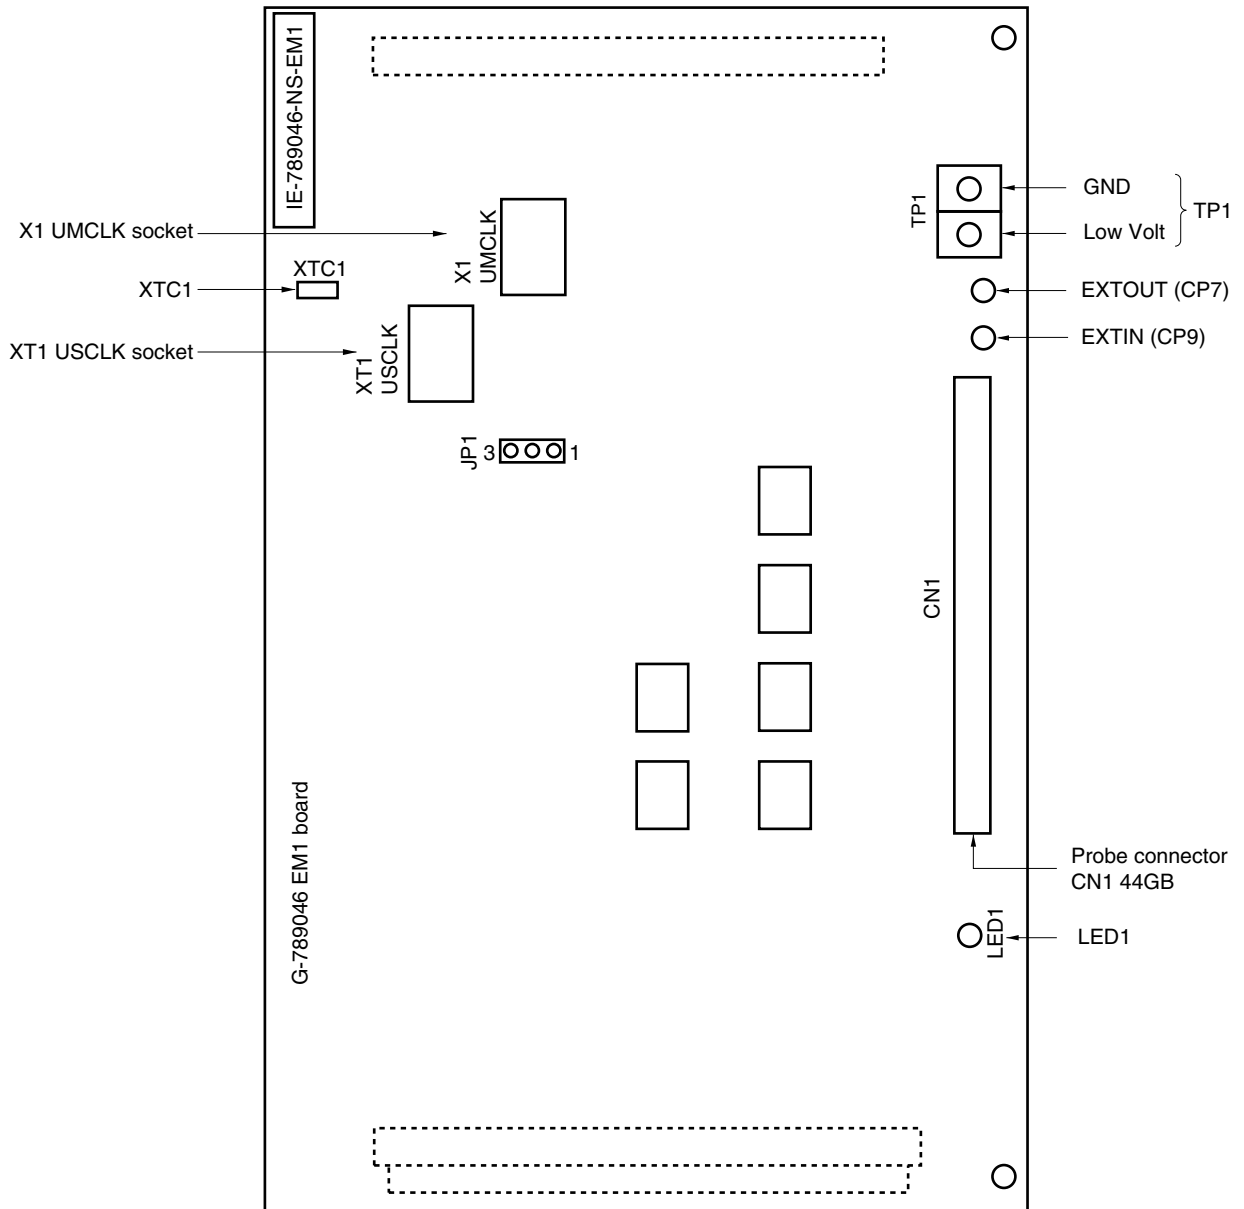 IE-789046-NS-EM1
X1 UMCLK socket
X1
UMCLK
XTC1
XTC1
XT1 USCLK socket
XT1
USCLK
JP1
3
1
TP1
GND
Low Volt
TP1
EXTOUT (CP7)
EXTIN (CP9)
CN1
Probe connector
CN1 44GB
LED1
LED1
G-789046 EM1 board